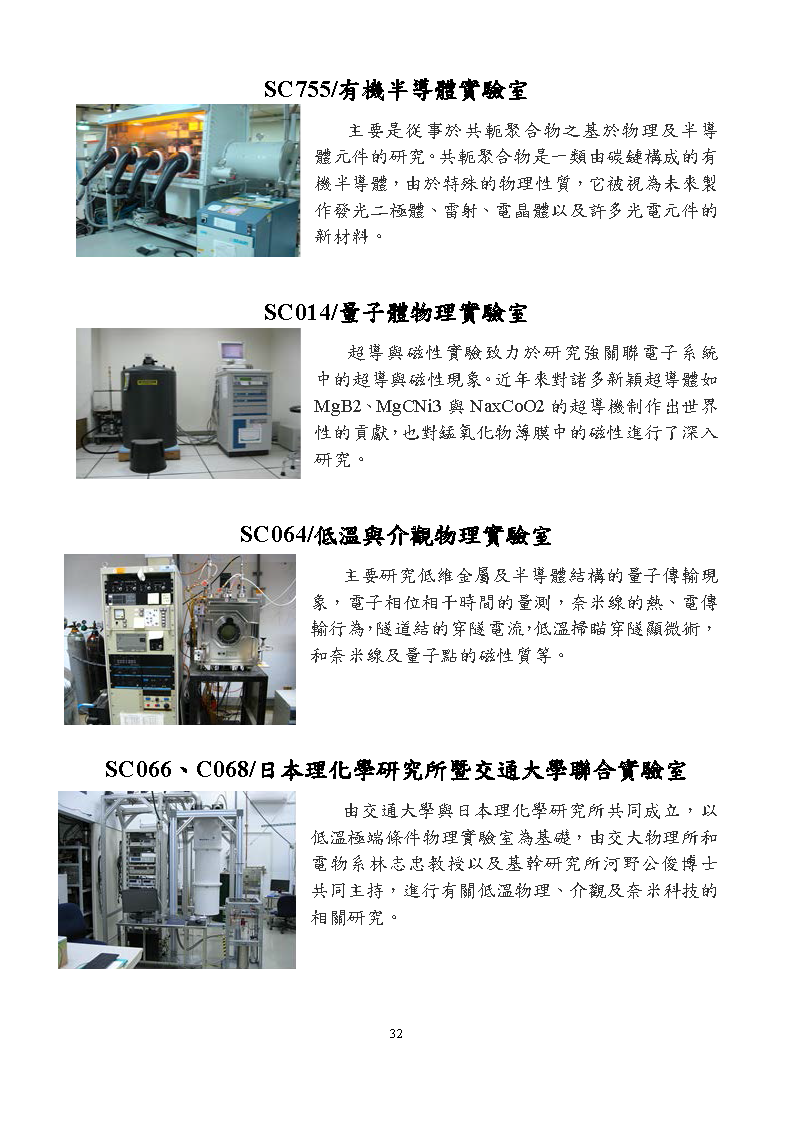 SC755/有機半導體實驗室
主要是從事於共軛聚合物之基於物理及半導
體元件的研究。共軛聚合物是一類由碳鏈構成的有
機半導體，由於特殊的物理性質，它被視為未來製
作發光二極體、雷射、電晶體以及許多光電元件的
新材料。
SC014/量子體物理實驗室
超導與磁性實驗致力於研究強關聯電子系統
中的超導與磁性現象。近年來對諸多新穎超導體如
MgB2、MgCNi3 與 NaxCoO2 的超導機制作出世界
性的貢獻，也對錳氧化物薄膜中的磁性進行了深入
研究。
SC064/低溫與介觀物理實驗室
主要研究低維金屬及半導體結構的量子傳輸現
象，電子相位相干時間的量測，奈米線的熱、電傳
輸行為，隧道結的穿隧電流，低溫掃瞄穿隧顯微術，
和奈米線及量子點的磁性質等。
SC066、C068/日本理化學研究所暨交通大學聯合實驗室
由交通大學與日本理化學研究所共同成立，以
低溫極端條件物理實驗室為基礎，由交大物理所和
電物系林志忠教授以及基幹研究所河野公俊博士
共同主持，進行有關低溫物理、介觀及奈米科技的
相關研究。
32